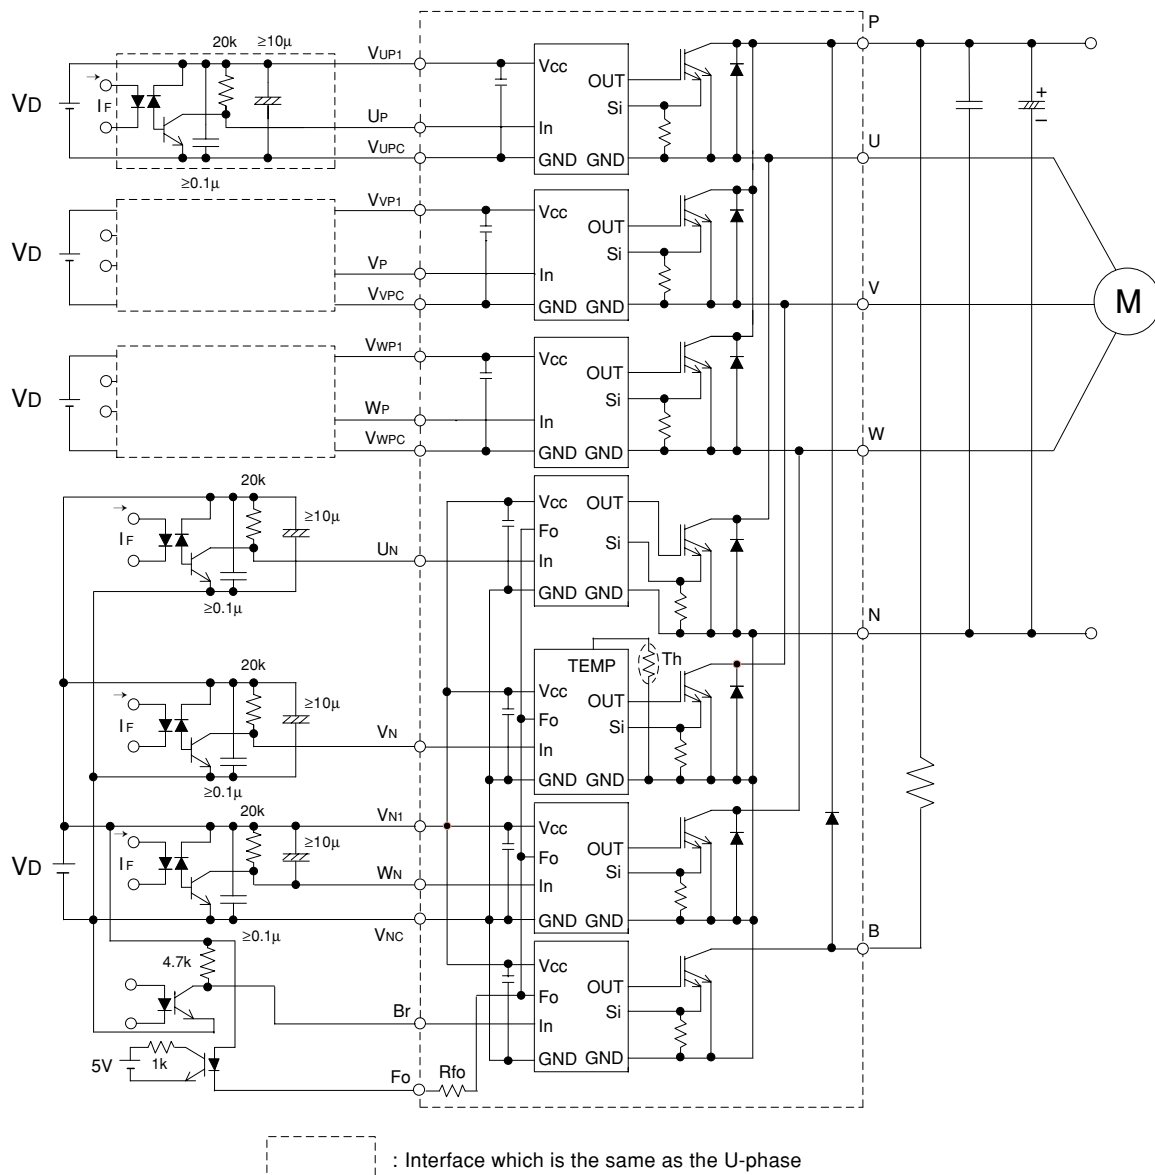 P
20k ≥10µ
VUP1
Vcc
OUT
+
–
VD
IF
Si
UP
In
VUPC
GND GND
U
≥0.1µ
VVP1
Vcc
OUT
VD
Si
VP
In
VVPC
GND GND
V
M
VWP1
Vcc
OUT
VD
Si
WP
In
VWPC
GND GND
W
20k
≥10µ
Vcc OUT
Fo
IF
Si
UN
In
GND GND
≥0.1µ
N
TEMP
Th
20k
≥10µ
Vcc
OUT
IF
Fo
Si
VN
In
GND GND
≥0.1µ
20k
VN1
≥10µ
Vcc
OUT
VD
IF
Fo
Si
WN
In
GND GND
VNC
≥0.1µ
B
4.7k
Vcc
OUT
Fo
Si
Br
In
GND GND
5V
1k
Fo
Rfo
: Interface which is the same as the U-phase